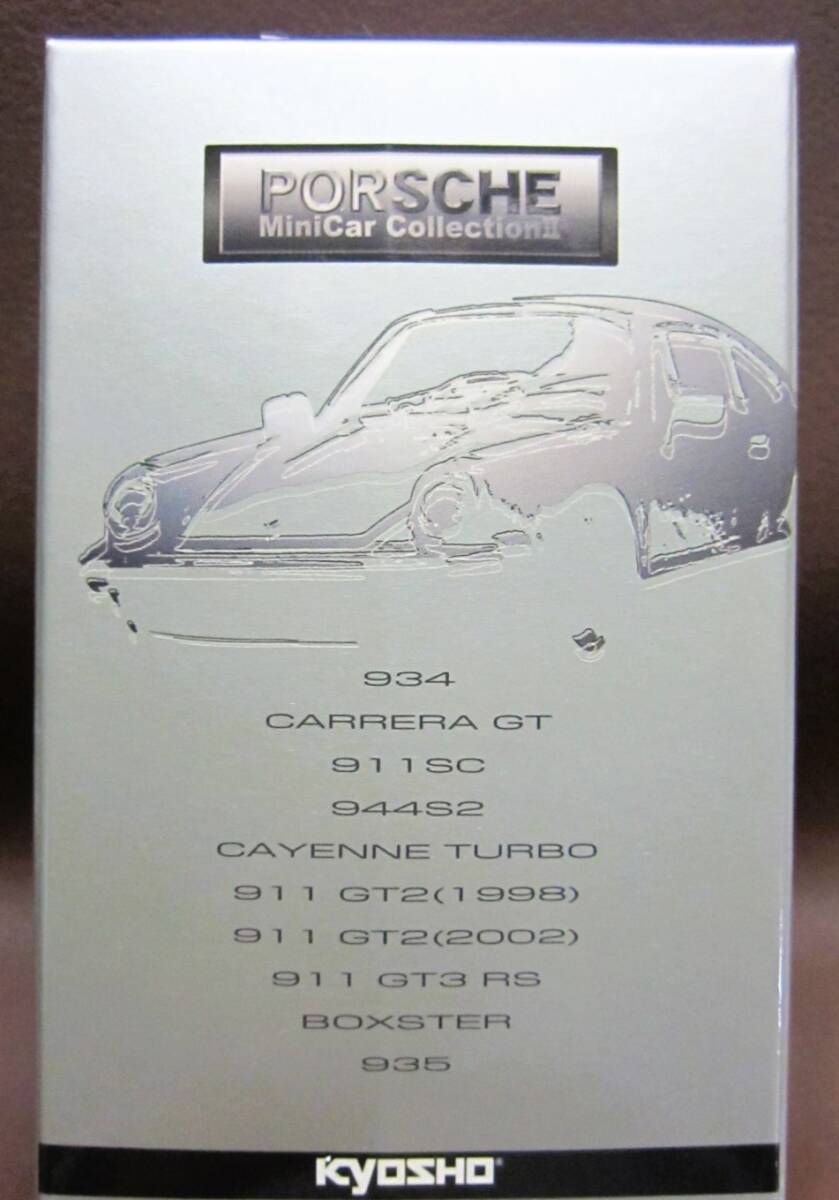 PORSCHE
MiniCar CollectionⅡ
934
CARRERA GT
911SC
944S2
CAYENNE TURBO
911 GT2(1998)
911 GT2(2002)
911 GT3 RS
BOXSTER
935
KYOSHO